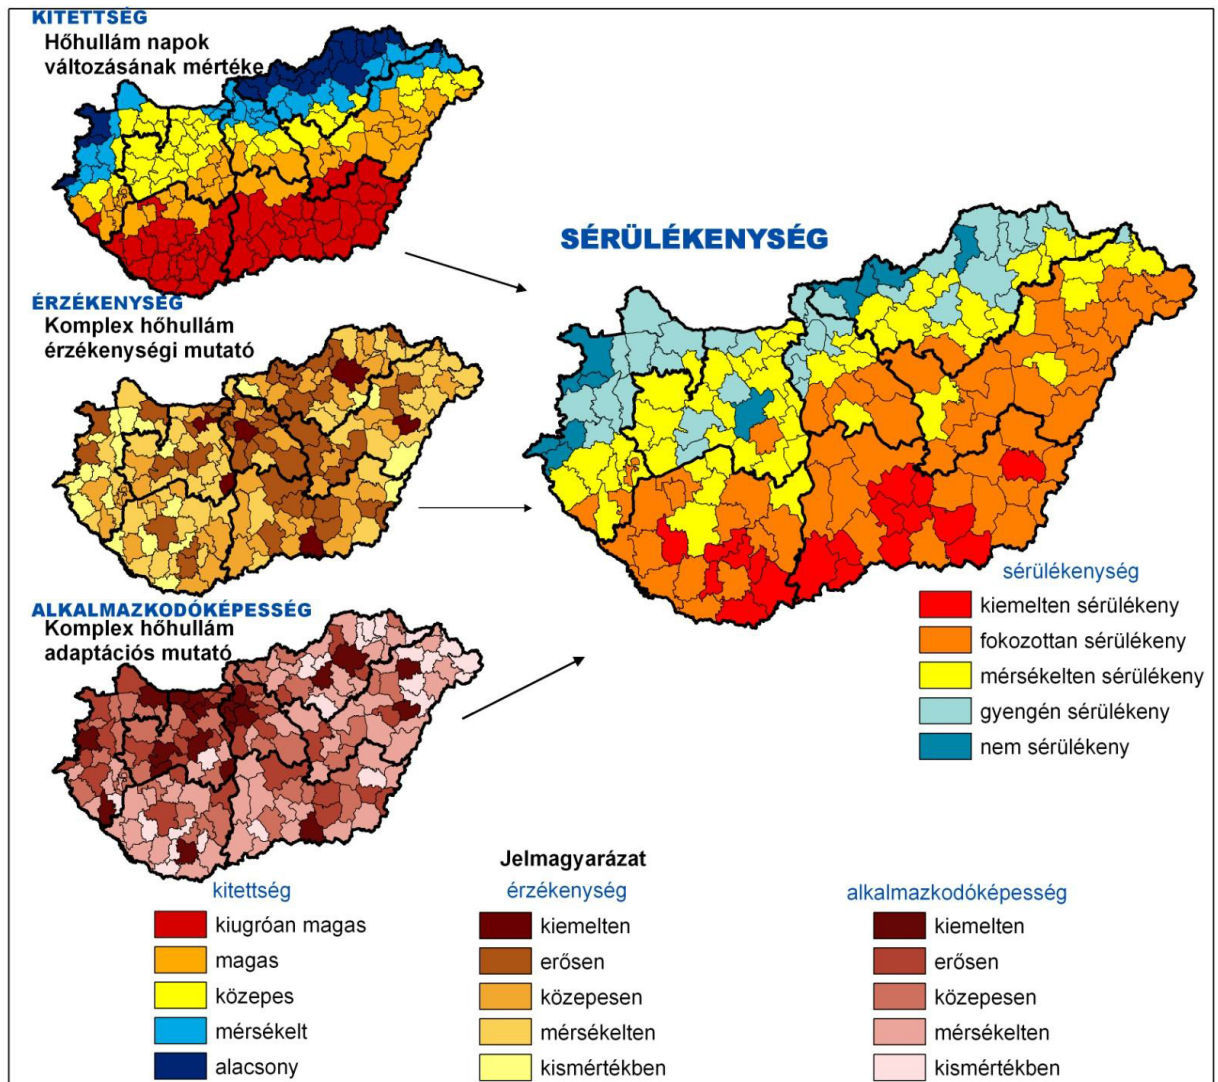 KITETTSÉG
Hőhullám napok
változásának mértéke
SÉRÜLÉKENYSÉG
ÉRZÉKENYSÉG
Komplex hőhullám
érzékenységi mutató
ALKALMAZKODÓKÉPESSÉG
Komplex hőhullám
adaptációs mutató
sérülékenység
kiemelten sérülékeny
fokozottan sérülékeny
mérsékelten sérülékeny
gyengén sérülékeny
nem sérülékeny
Jelmagyarázat
kitettség
kiugróan magas
magas
közepes
mérsékelt
alacsony
érzékenység
kiemelten
erősen
közepesen
mérsékelten
kismértékben
alkalmazkodóképesség
kiemelten
erősen
közepesen
mérsékelten
kismértékben